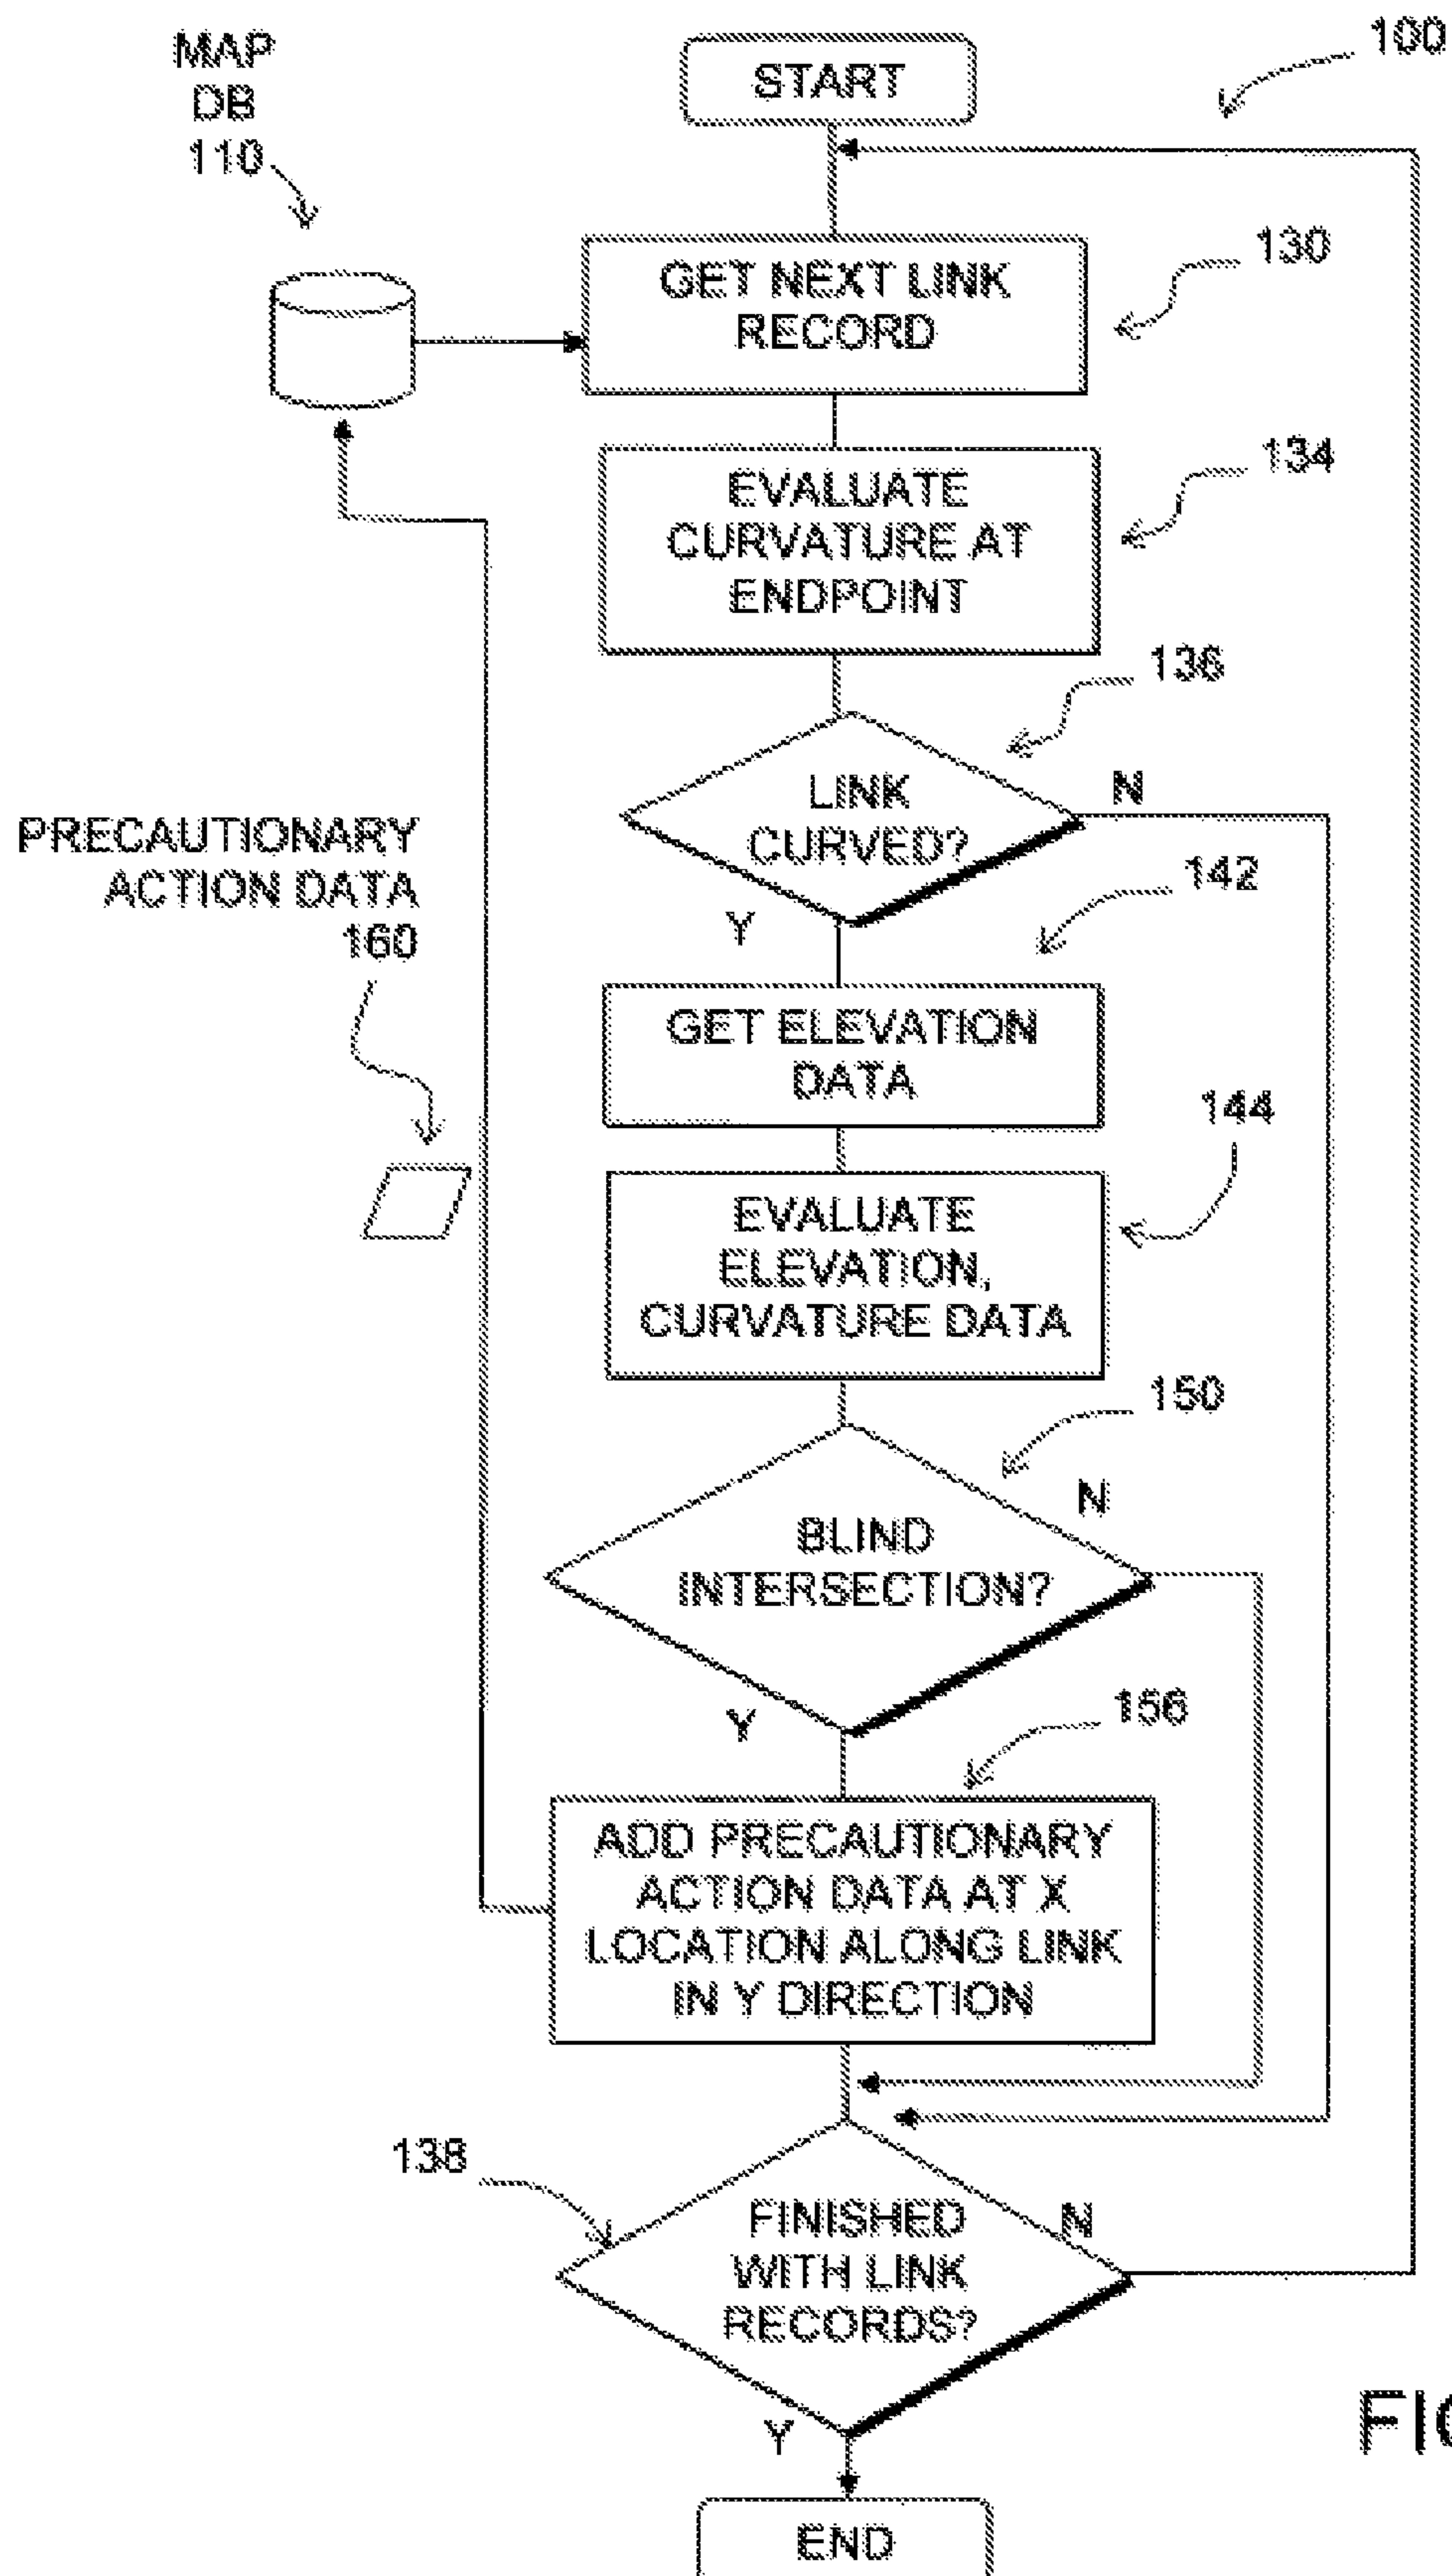 MAP
DB
110
START
100
GET NEXT LINK
RECORD
130
EVALUATE
CURVATURE AT
ENDPOINT
134
136
LINK
CURVED?
N
Y
PRECAUTIONARY
ACTION DATA
160
142
GET ELEVATION
DATA
144
EVALUATE
ELEVATION,
CURVATURE DATA
150
BLIND
INTERSECTION?
N
Y
156
ADD PRECAUTIONARY
ACTION DATA AT X
LOCATION ALONG LINK
IN Y DIRECTION
138
FINISHED
WITH LINK
RECORDS?
N
Y
END